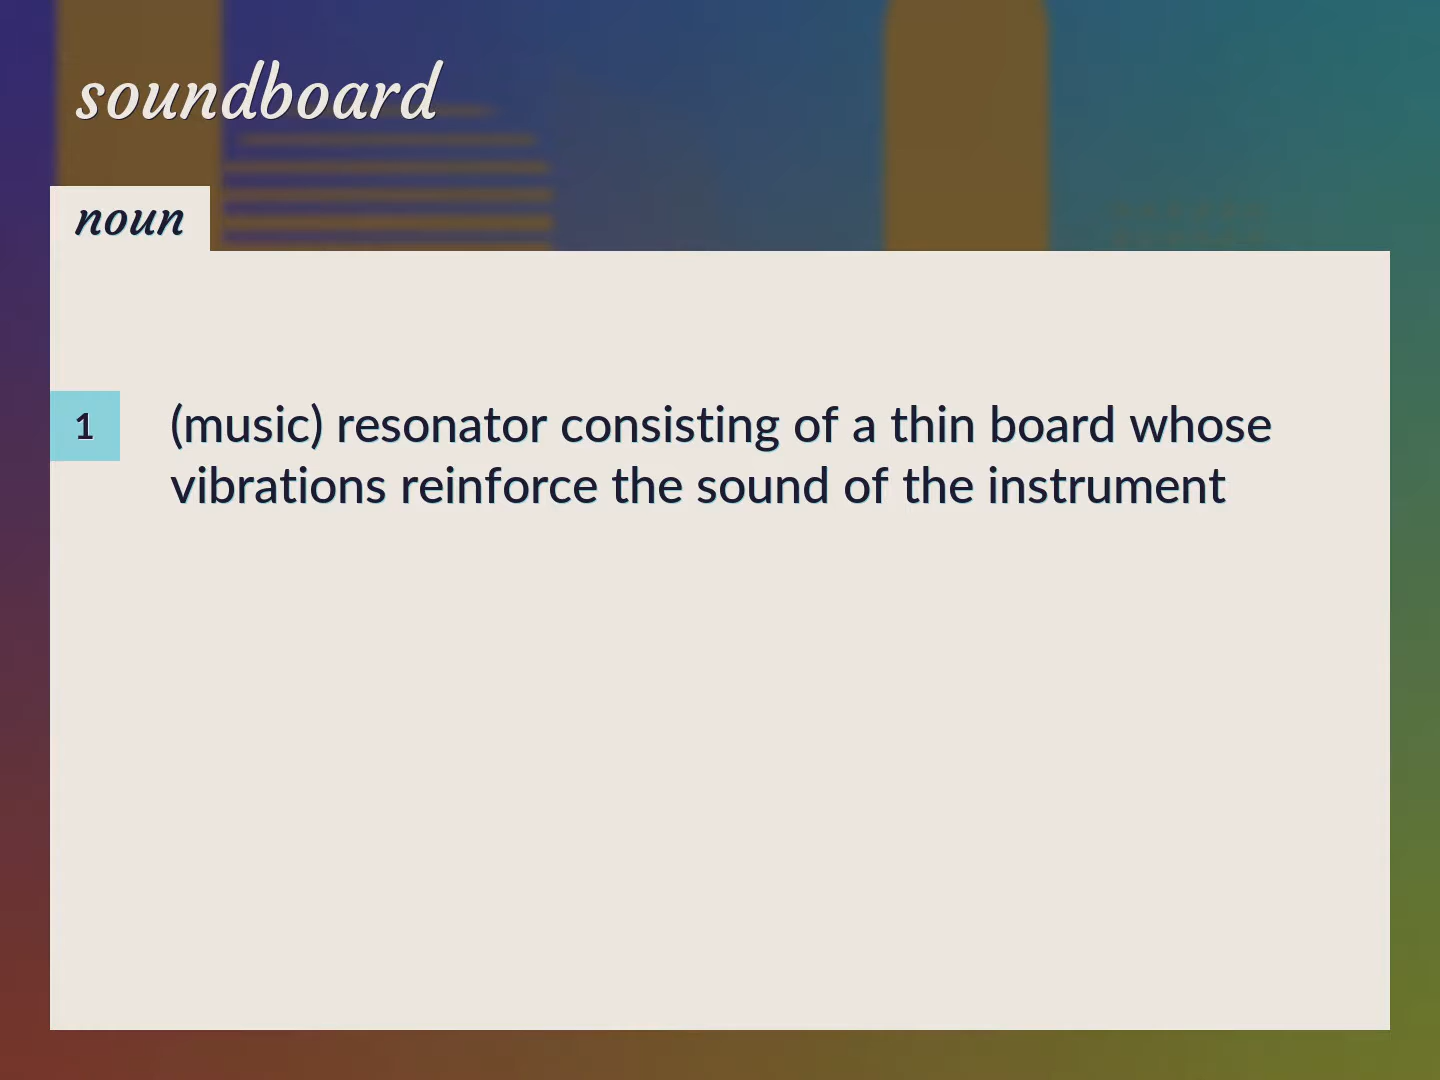 soundboard
noun
1
(music) resonator consisting of a thin board whose
vibrations reinforce the sound of the instrument